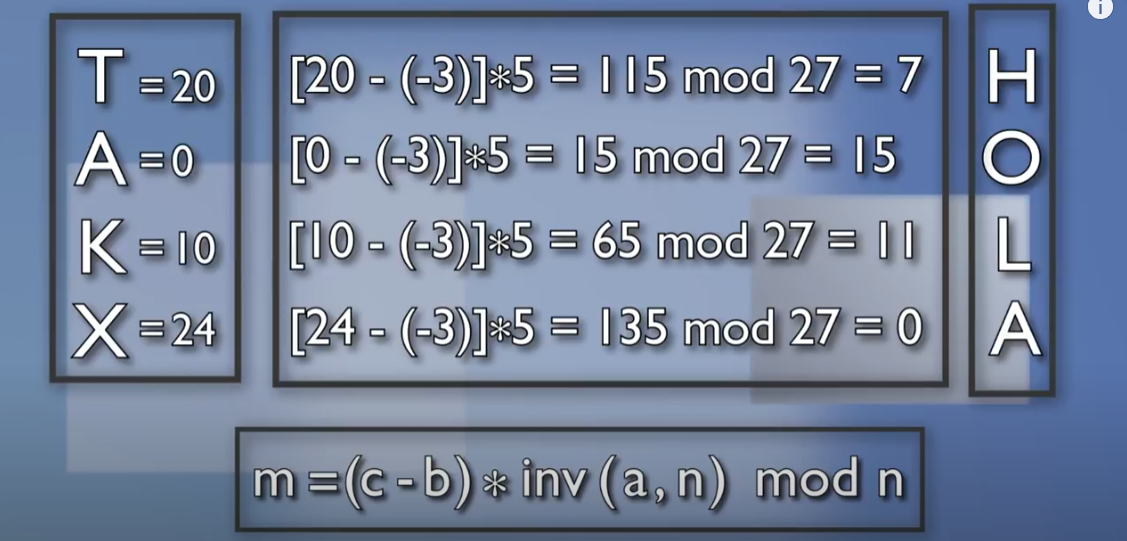 T = 20 [20 - (-3)]*5 = 115 mod 27 = 7 H
A = 0 [0 - (-3)]*5 = 15 mod 27 = 15 O
K = 10 [10 - (-3)]*5 = 65 mod 27 = 11 L
X = 24 [24 - (-3)]*5 = 135 mod 27 = 0 A
m = (c - b) * inv (a, n) mod n
i